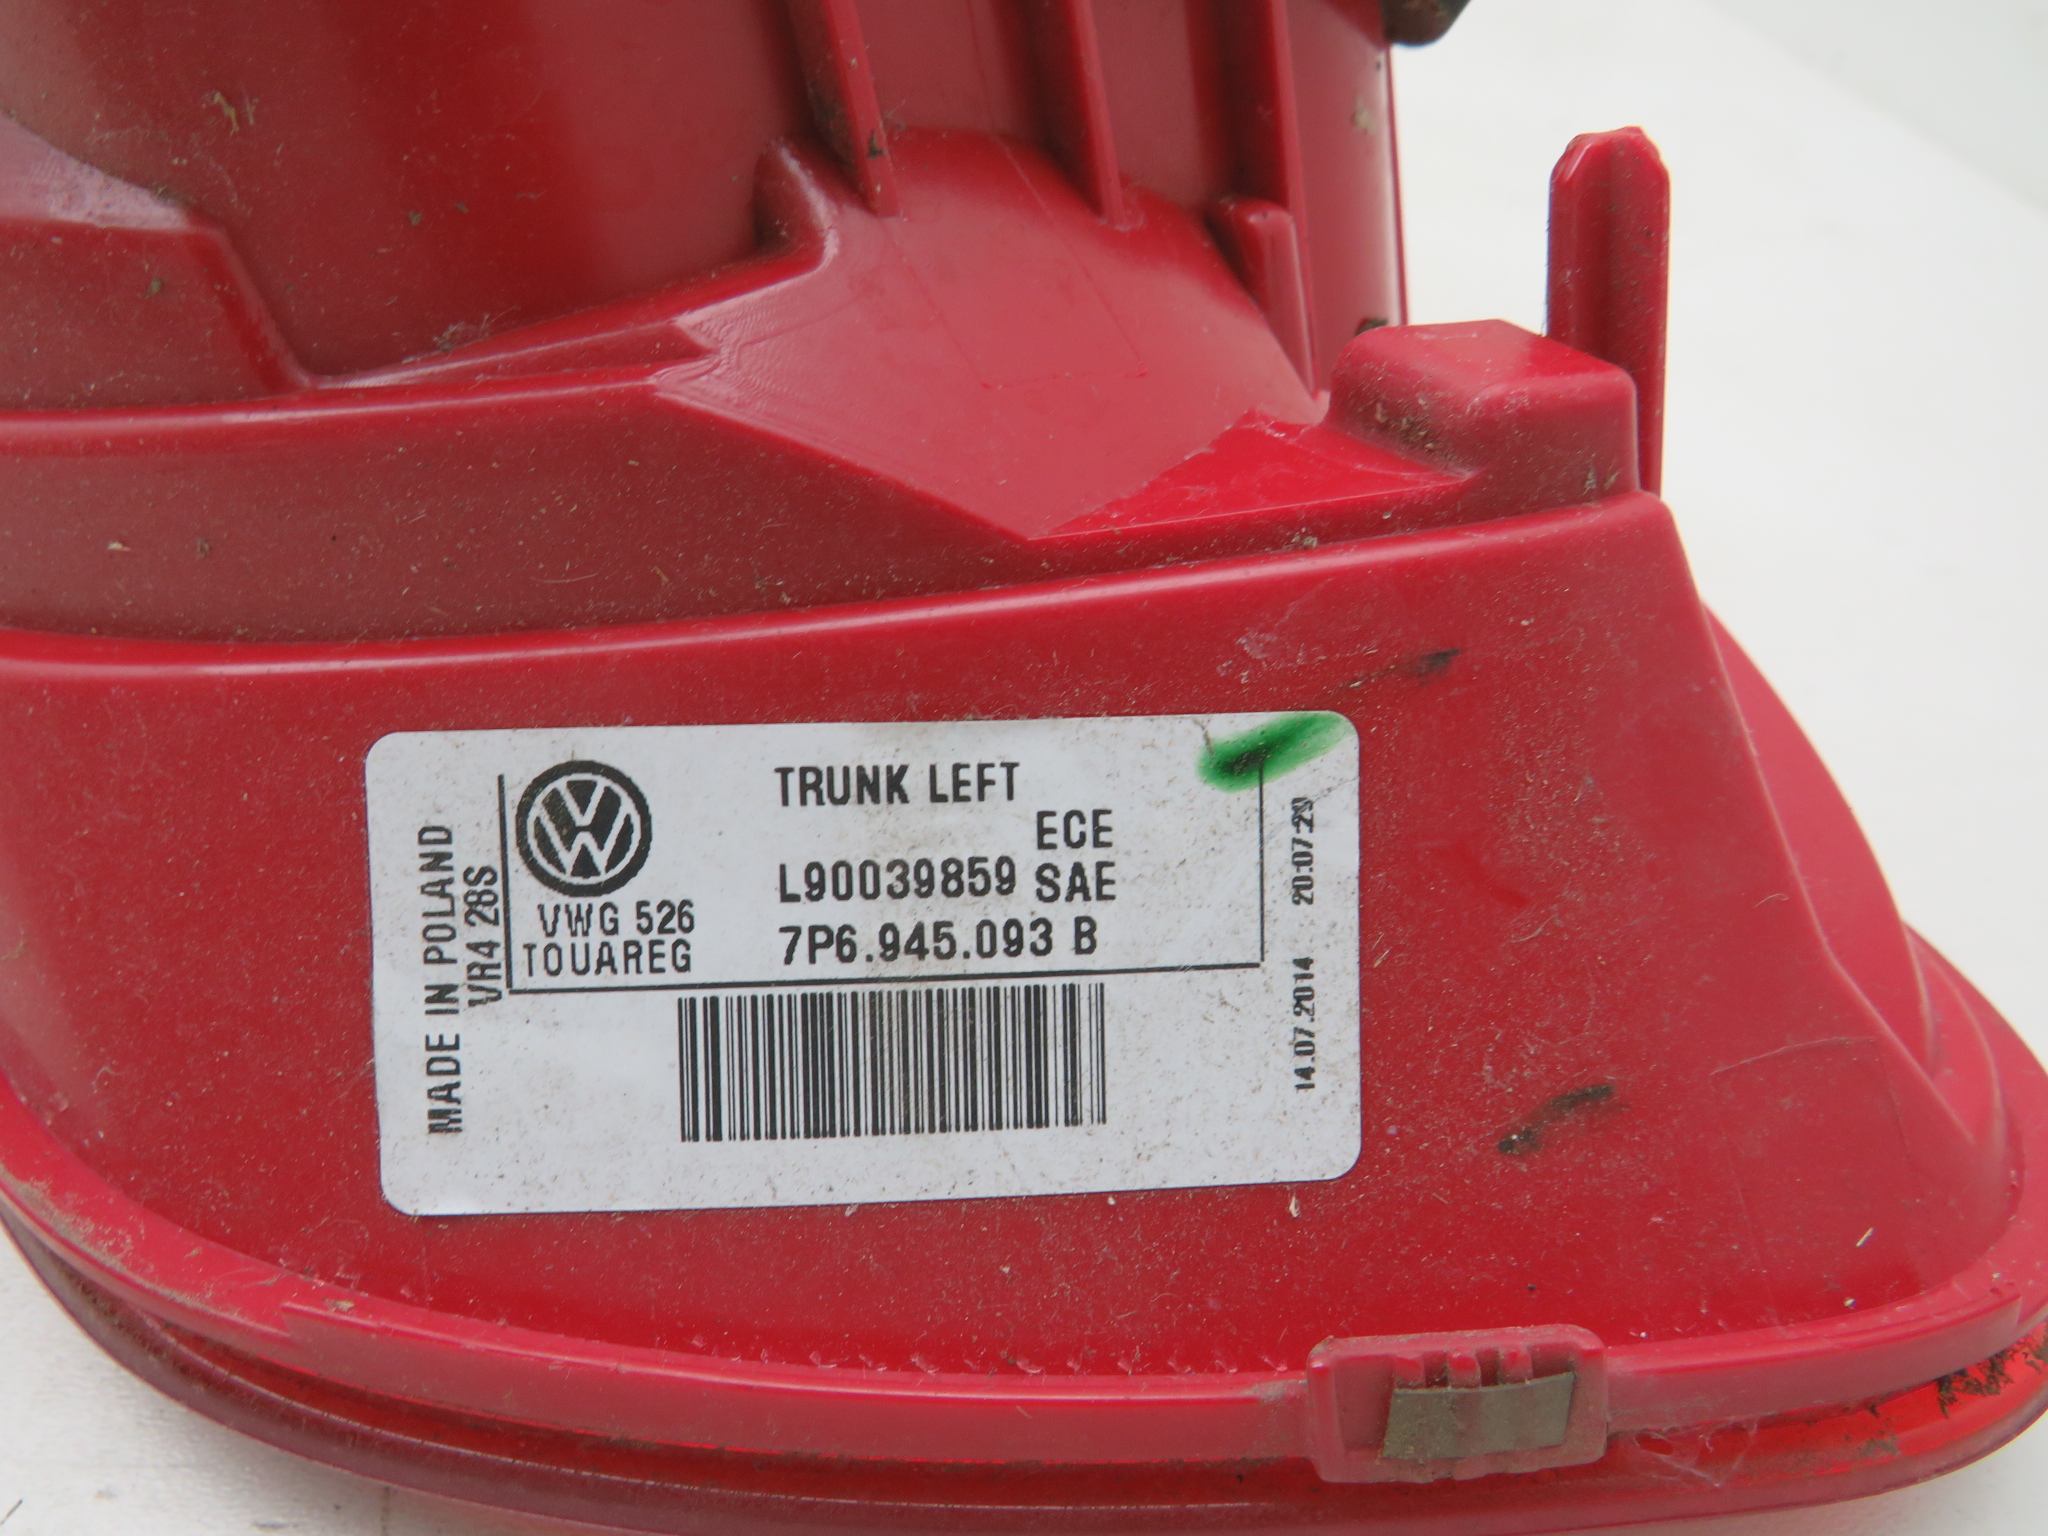 TRUNK LEFT
ECE
L90039859 SAE
VWG 526
7P6.945.093 B
TOUAREG
MADE IN POLAND
VR4 28S
14.07.2014 20:07:29